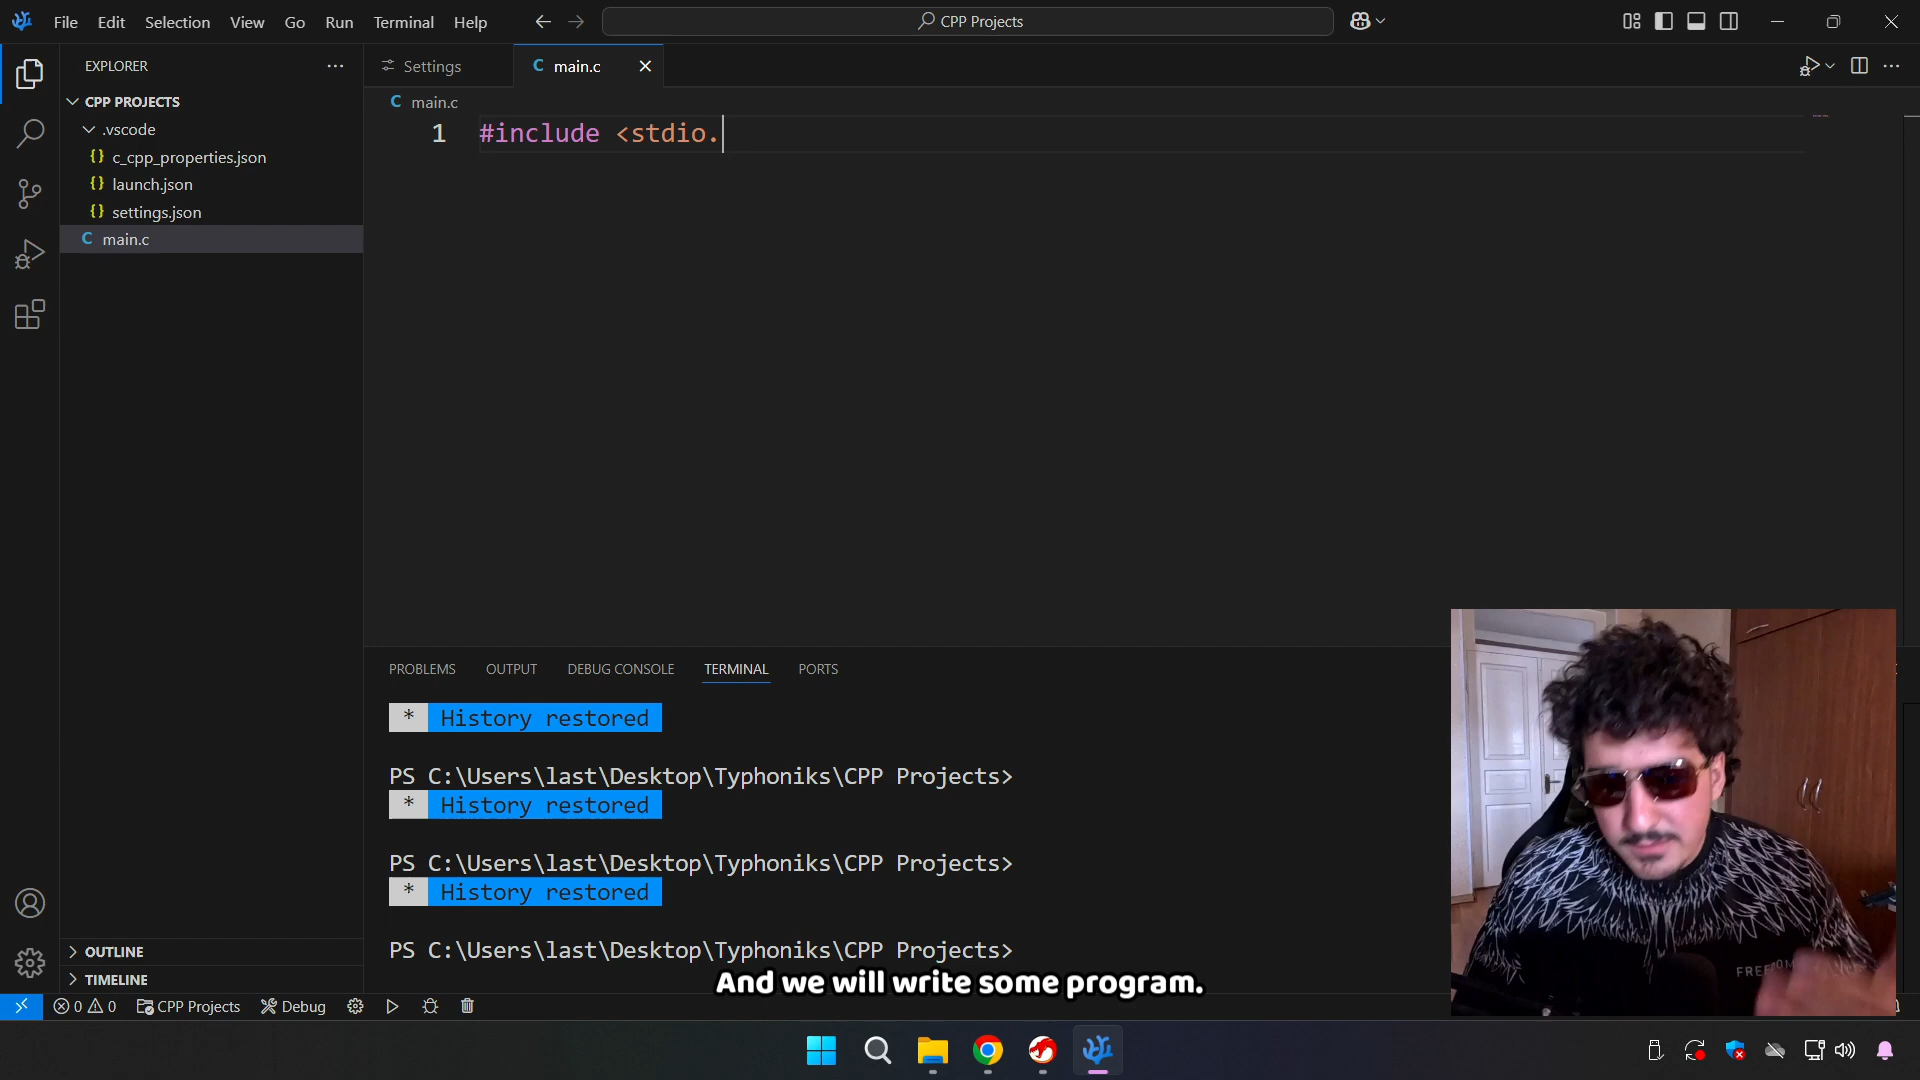 File Edit Selection View Go Run Terminal Help
CPP Projects
EXPLORER
CPP PROJECTS
.vscode
{} c_cpp_properties.json
{} launch.json
{} settings.json
C main.c
OUTLINE
TIMELINE
Settings
C main.c
C main.c
1 #include <stdio.
PROBLEMS OUTPUT DEBUG CONSOLE TERMINAL PORTS
* History restored
PS C:\Users\last\Desktop\Typhoniks\CPP Projects>
* History restored
PS C:\Users\last\Desktop\Typhoniks\CPP Projects>
* History restored
PS C:\Users\last\Desktop\Typhoniks\CPP Projects>
And we will write some program.
0 0 CPP Projects Debug